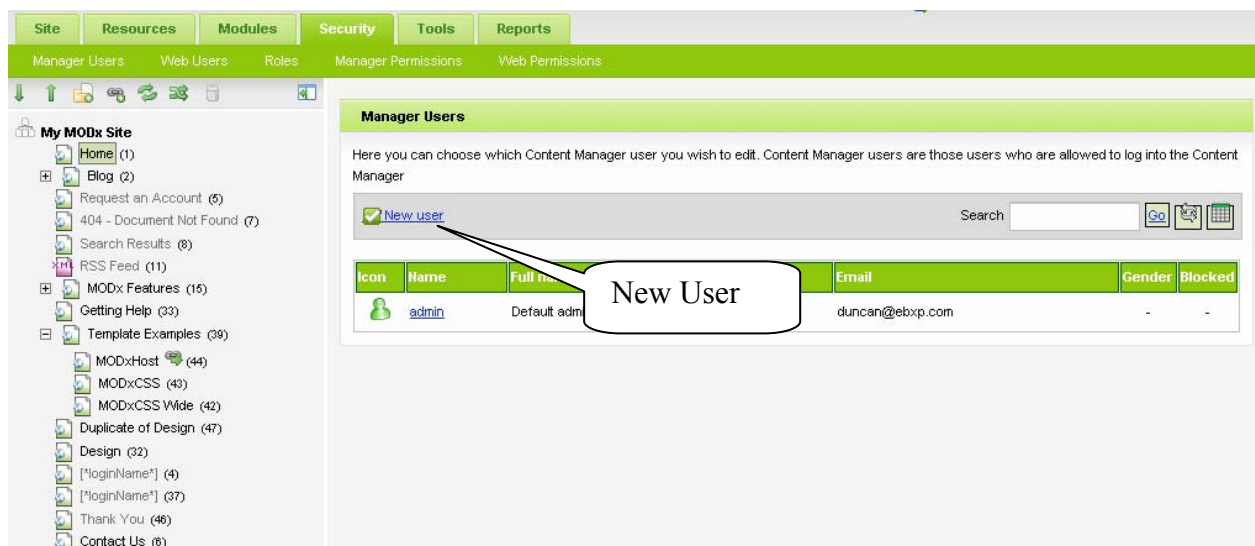 Site Resources Modules Security Tools Reports
Manager Users Web Users Roles Manager Permissions Web Permissions
My MODx Site
Home (1)
Blog (2)
Request an Account (5)
404 - Document Not Found (7)
Search Results (8)
RSS Feed (11)
MODx Features (15)
Getting Help (33)
Template Examples (39)
MODxHost (44)
MODxCSS (43)
MODxCSS Wide (42)
Duplicate of Design (47)
Design (32)
[*loginName*] (4)
[*loginName*] (37)
Thank You (46)
Contact Us (6)
Manager Users
Here you can choose which Content Manager user you wish to edit. Content Manager users are those users who are allowed to log into the Content
Manager
New user Search Go
Icon Name Full Email Gender Blocked
admin Default - -
duncan@ebxp.com
New User